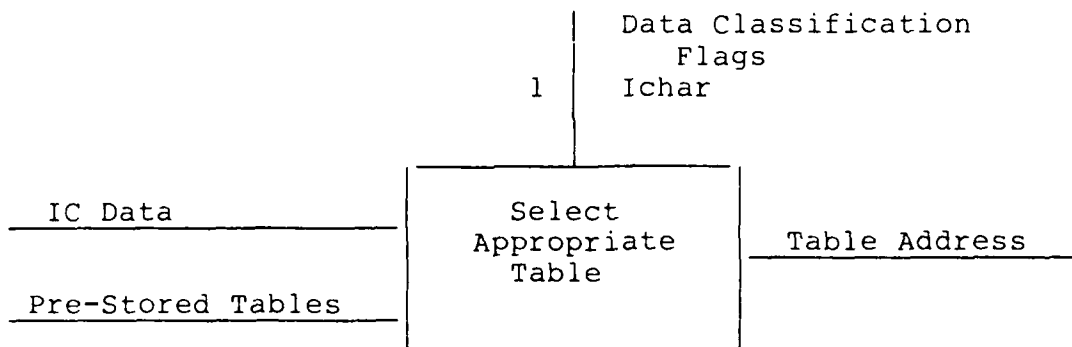 Data Classification
Flags
1 Ichar
IC Data
Select
Appropriate
Table
Table Address
Pre-Stored Tables